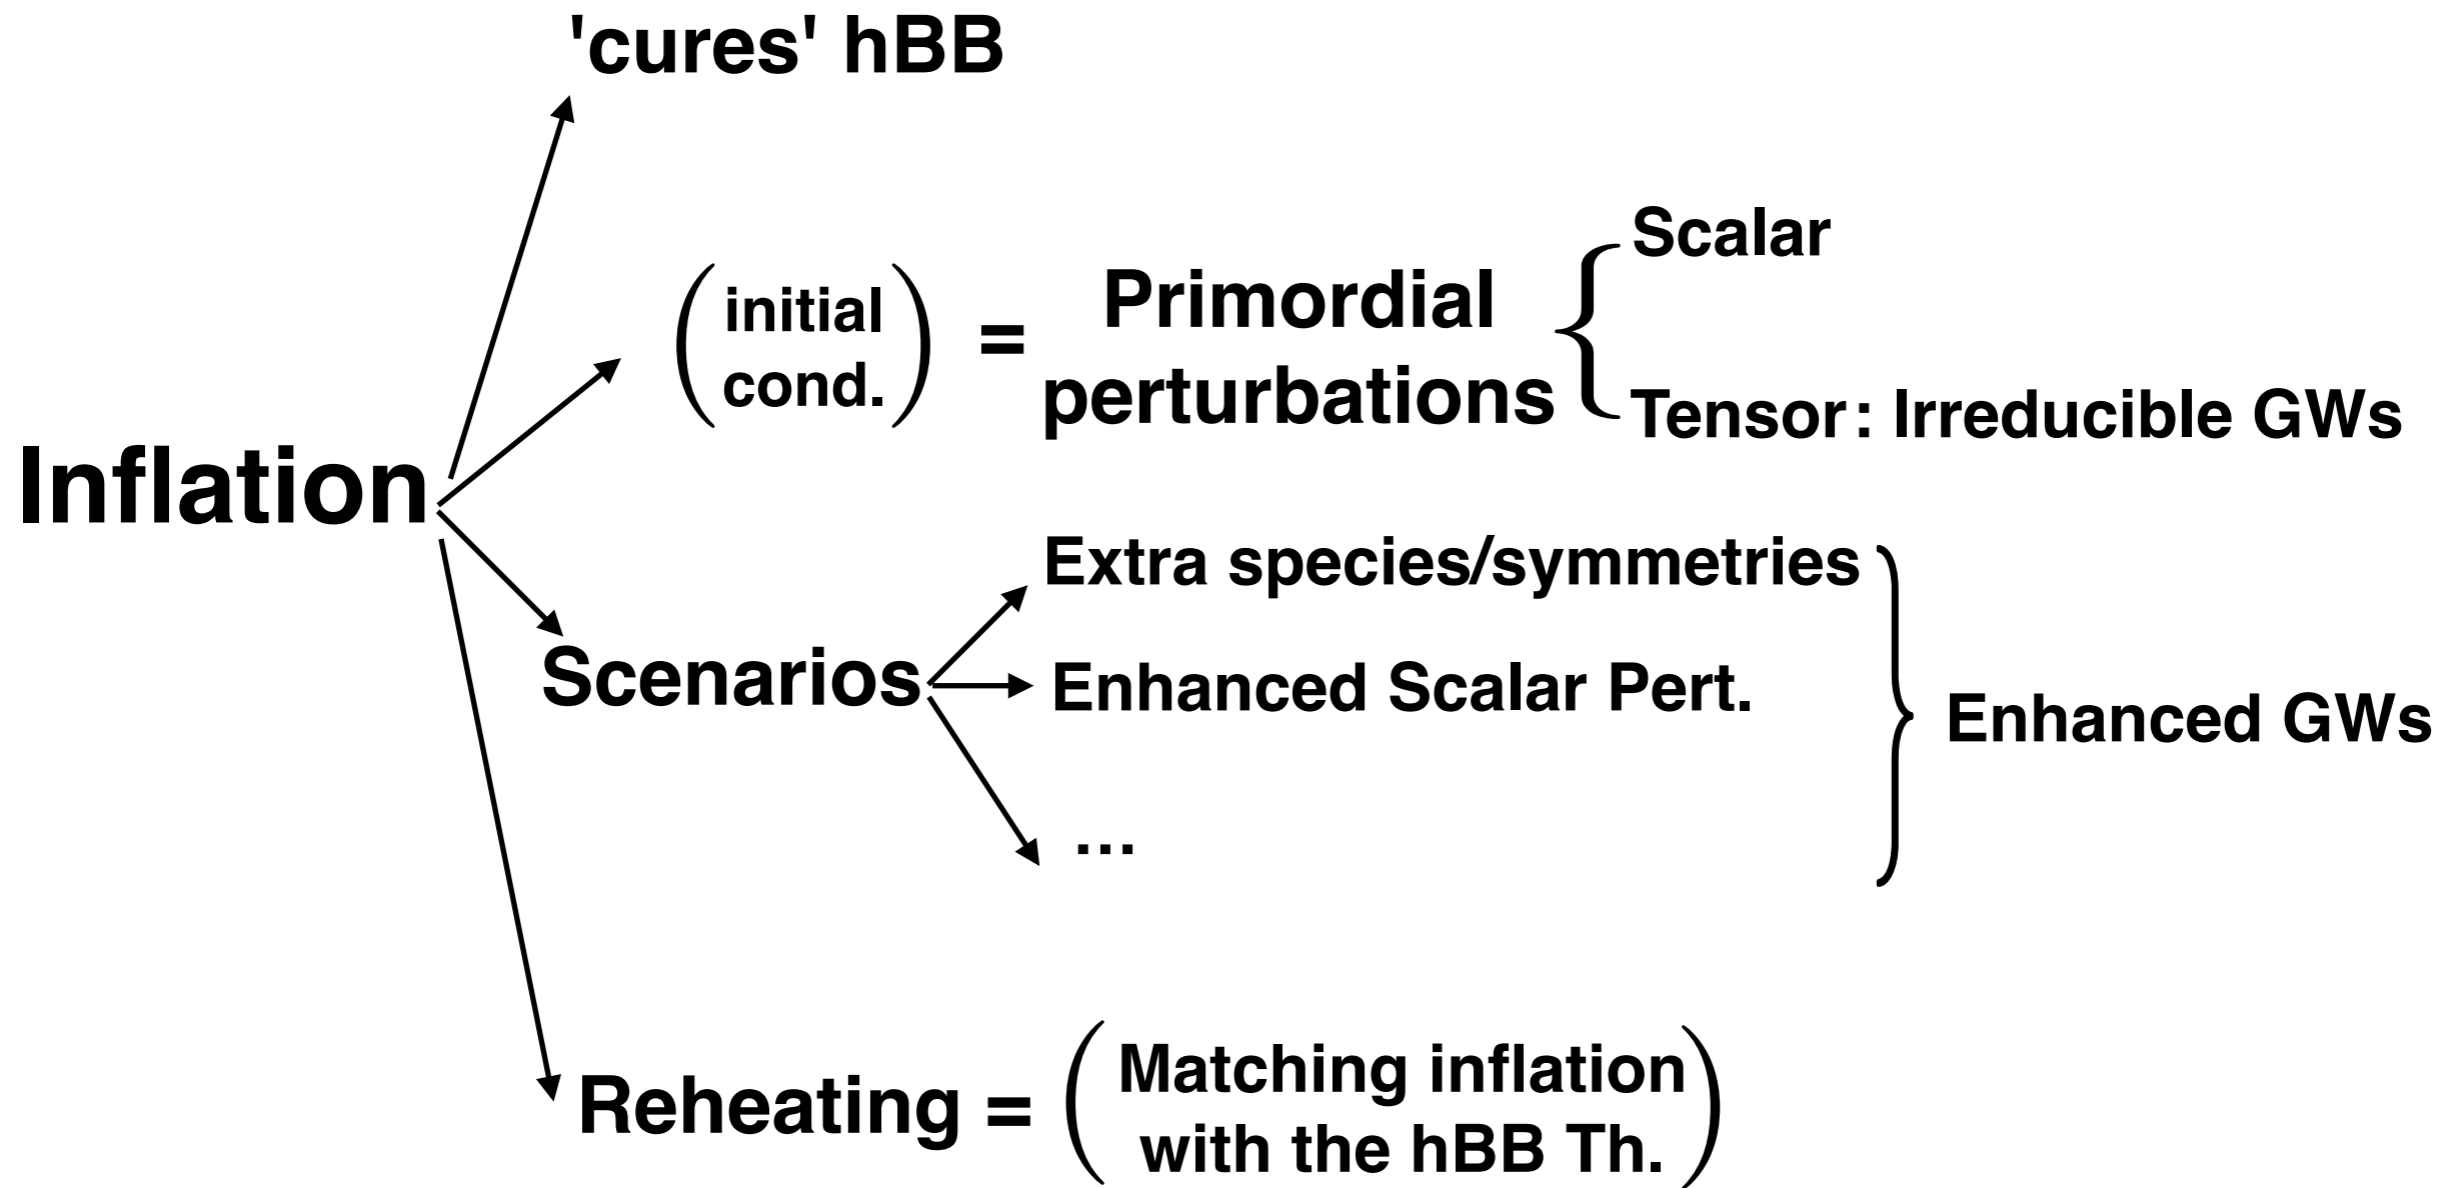 'cures' hBB
Inflation
(initial
cond.)
=
Primordial
perturbations
Scalar
Tensor: Irreducible GWs
Scenarios
Extra species/symmetries
Enhanced Scalar Pert.
...
Enhanced GWs
Reheating =
(Matching inflation
with the hBB Th.)